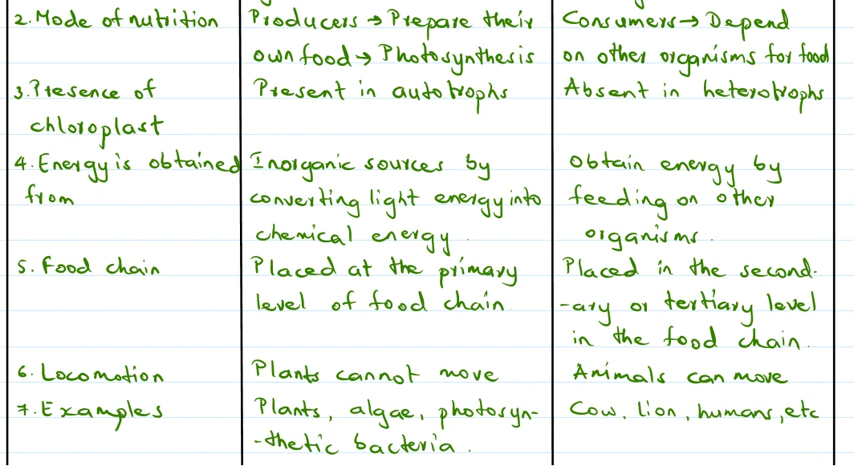 2. Mode of nutrition
Producers → Prepare their
own food → Photosynthesis
Consumers → Depend
on other organisms for food
3. Presence of
chloroplast
Present in autotrophs
Absent in heterotrophs
4. Energy is obtained
from
Inorganic sources by
converting light energy into
chemical energy.
Obtain energy by
feeding on other
organisms.
5. Food chain
Placed at the primary
level of food chain
Placed in the second-
-ary or tertiary level
in the food chain.
6. Locomotion
Plants cannot move
Animals can move
7. Examples
Plants, algae, photosyn-
-thetic bacteria.
Cow, lion, humans, etc